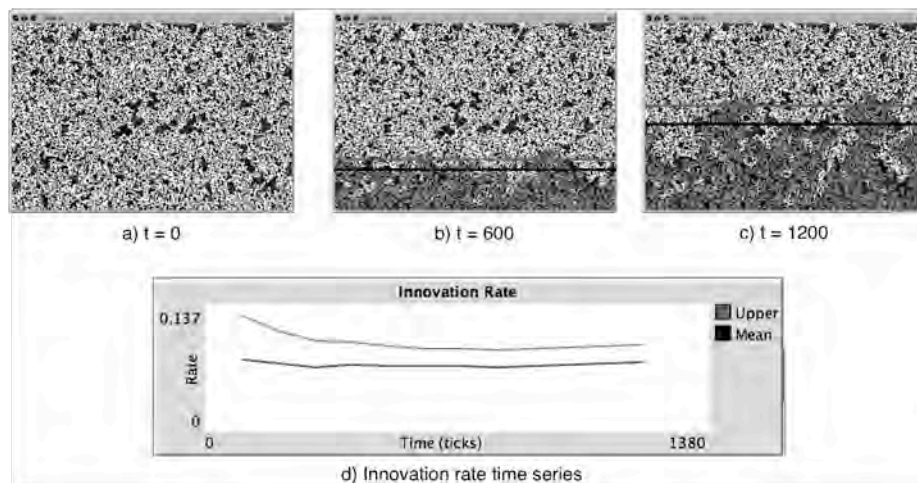 a) t = 0
b) t = 600
c) t = 1200
Innovation Rate
0.137
Rate
0
0
Time (ticks)
1380
Upper
Mean
d) Innovation rate time series